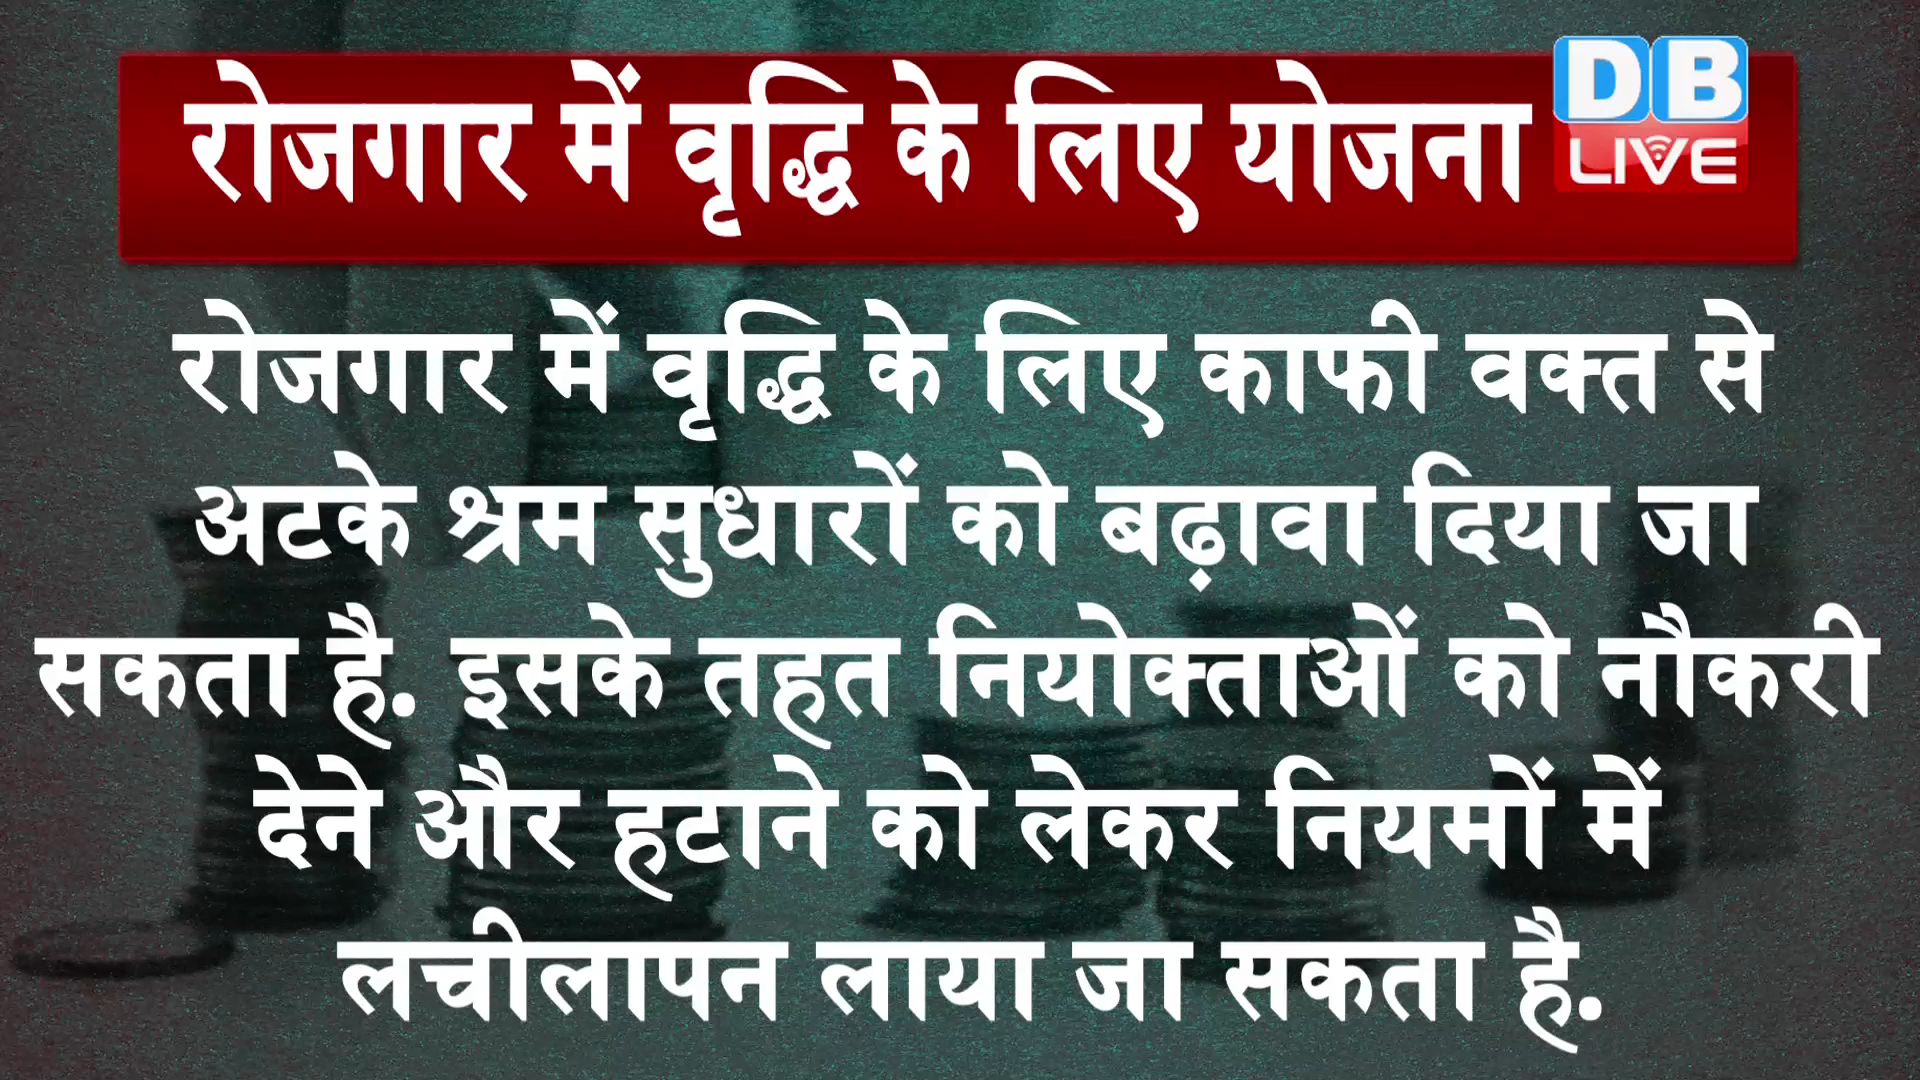 रोजगार में वृद्धि के लिए योजना
DB
LIVE
रोजगार में वृद्धि के लिए काफी वक्त से
अटके श्रम सुधारों को बढ़ावा दिया जा
सकता है. इसके तहत नियोक्ताओं को नौकरी
देने और हटाने को लेकर नियमों में
लचीलापन लाया जा सकता है.